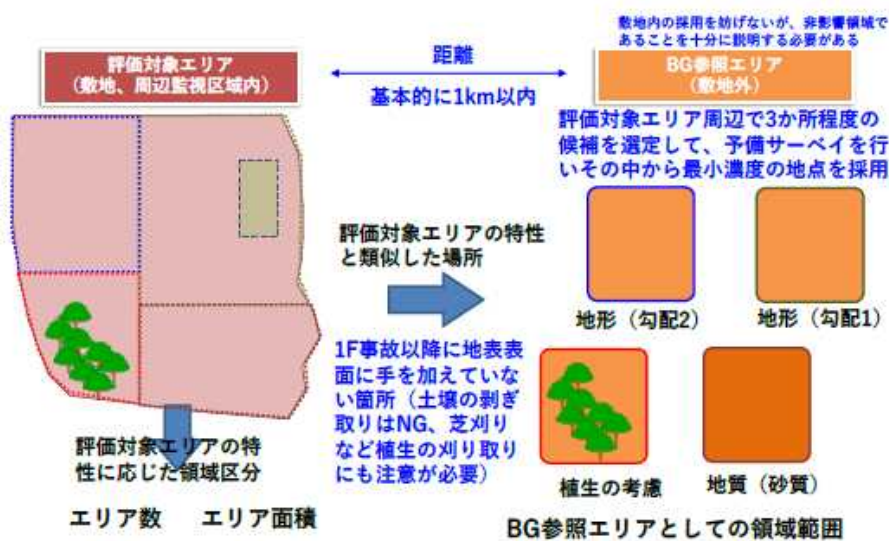 敷地内の採用を妨げないが、非影響領域で
あることを十分に説明する必要がある
評価対象エリア
（敷地、周辺監視区域内）
距離
基本的に1km以内
BG参照エリア
（敷地外）
評価対象エリア周辺で3か所程度の
候補を選定して、予備サーベイを行
いその中から最小濃度の地点を採用
評価対象エリアの特性
と類似した場所
地形（勾配2）
地形（勾配1）
1F事故以降に地表表
面に手を加えていな
い箇所（土壌の剥ぎ
取りはNG、芝刈り
など植生の刈り取り
にも注意が必要）
評価対象エリアの特
性に応じた領域区分
エリア数
エリア面積
植生の考慮
地質（砂質）
BG参照エリアとしての領域範囲